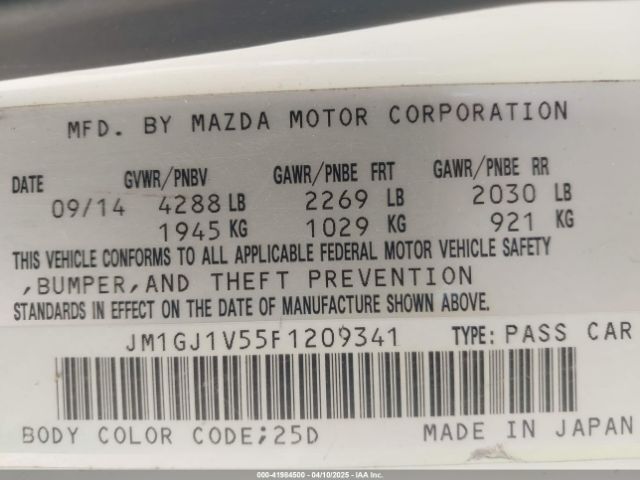 MFD. BY MAZDA MOTOR CORPORATION
DATE GVWR/PNBV GAWR/PNBE FRT GAWR/PNBE RR
09/14 4288 LB 2269 LB 2030 LB
1945 KG 1029 KG 921 KG
THIS VEHICLE CONFORMS TO ALL APPLICABLE FEDERAL MOTOR VEHICLE SAFETY
,BUMPER,AND THEFT PREVENTION
STANDARDS IN EFFECT ON THE DATE OF MANUFACTURE SHOWN ABOVE.
JM1GJ1V55F1209341 TYPE: PASS CAR
BODY COLOR CODE;25D MADE IN JAPAN
000-41984500 - 04/10/2025 - IAA Inc.